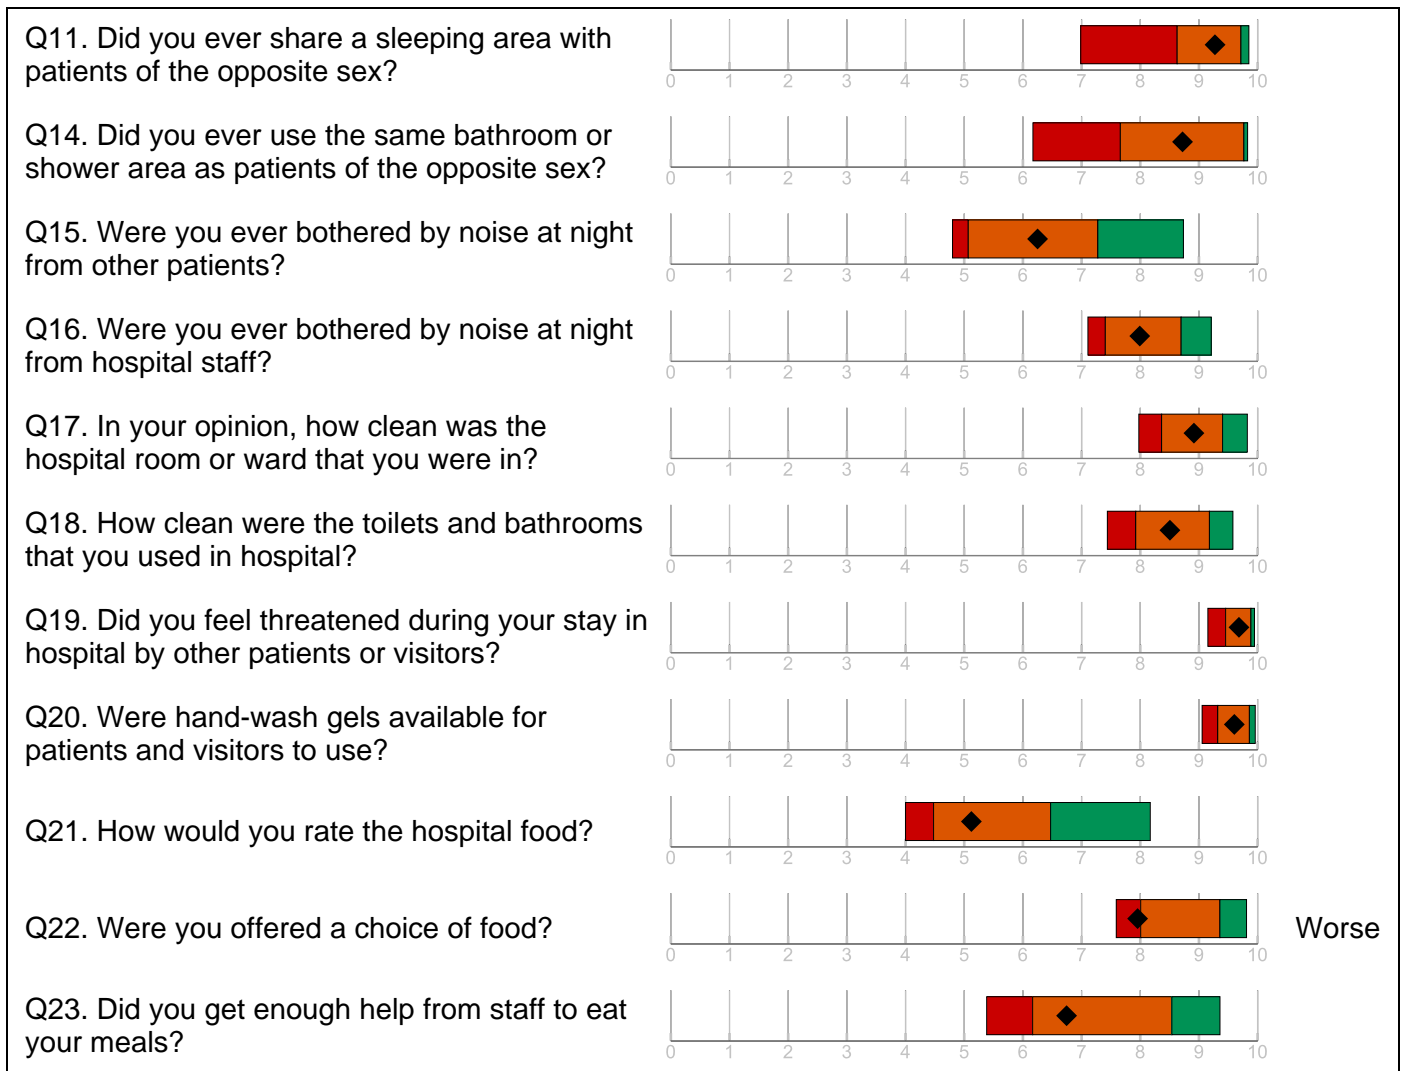 Q11. Did you ever share a sleeping area with
patients of the opposite sex?
0 1 2 3 4 5 6 7 8 9 10
Q14. Did you ever use the same bathroom or
shower area as patients of the opposite sex?
0 1 2 3 4 5 6 7 8 9 10
Q15. Were you ever bothered by noise at night
from other patients?
0 1 2 3 4 5 6 7 8 9 10
Q16. Were you ever bothered by noise at night
from hospital staff?
0 1 2 3 4 5 6 7 8 9 10
Q17. In your opinion, how clean was the
hospital room or ward that you were in?
0 1 2 3 4 5 6 7 8 9 10
Q18. How clean were the toilets and bathrooms
that you used in hospital?
0 1 2 3 4 5 6 7 8 9 10
Q19. Did you feel threatened during your stay in
hospital by other patients or visitors?
0 1 2 3 4 5 6 7 8 9 10
Q20. Were hand-wash gels available for
patients and visitors to use?
0 1 2 3 4 5 6 7 8 9 10
Q21. How would you rate the hospital food?
0 1 2 3 4 5 6 7 8 9 10
Q22. Were you offered a choice of food? Worse
0 1 2 3 4 5 6 7 8 9 10
Q23. Did you get enough help from staff to eat
your meals?
0 1 2 3 4 5 6 7 8 9 10